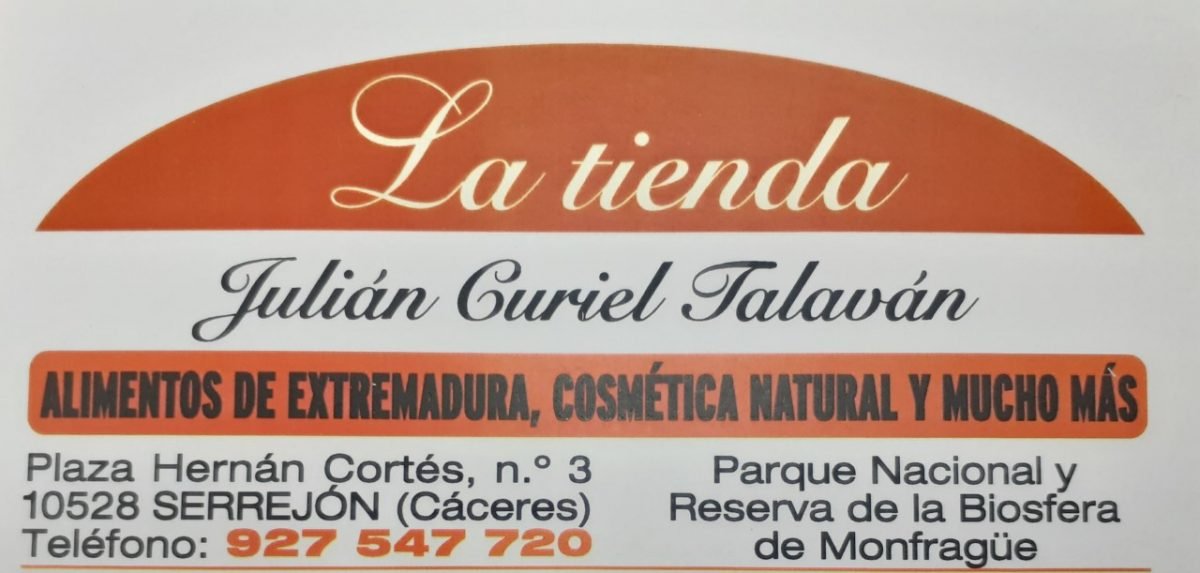 La tienda
Julián Curiel Talaván
ALIMENTOS DE EXTREMADURA, COSMÉTICA NATURAL Y MUCHO MÁS
Plaza Hernán Cortés, n.º 3
10528 SERREJÓN (Cáceres)
Teléfono: 927 547 720
Parque Nacional y
Reserva de la Biosfera
de Monfragüe